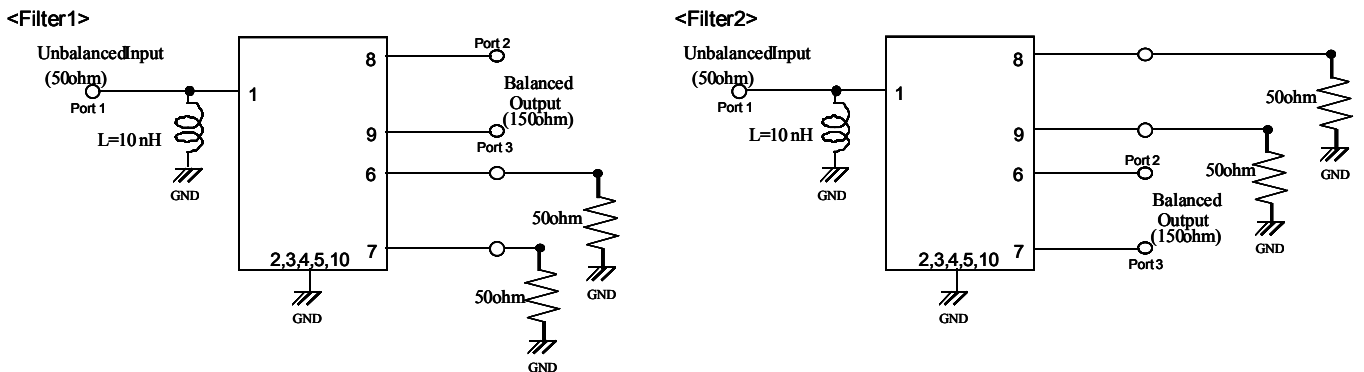 <Filter1>
UnbalancedInput
(50ohm)
Port 1
L=10 nH
GND
1
8
9
6
7
2,3,4,5,10
GND
Port 2
Balanced
Output
(150ohm)
Port 3
50ohm
GND
50ohm
GND
<Filter2>
UnbalancedInput
(50ohm)
Port 1
L=10 nH
GND
1
8
9
6
7
2,3,4,5,10
GND
50ohm
GND
50ohm
GND
Port 2
Balanced
Output
(150ohm)
Port3